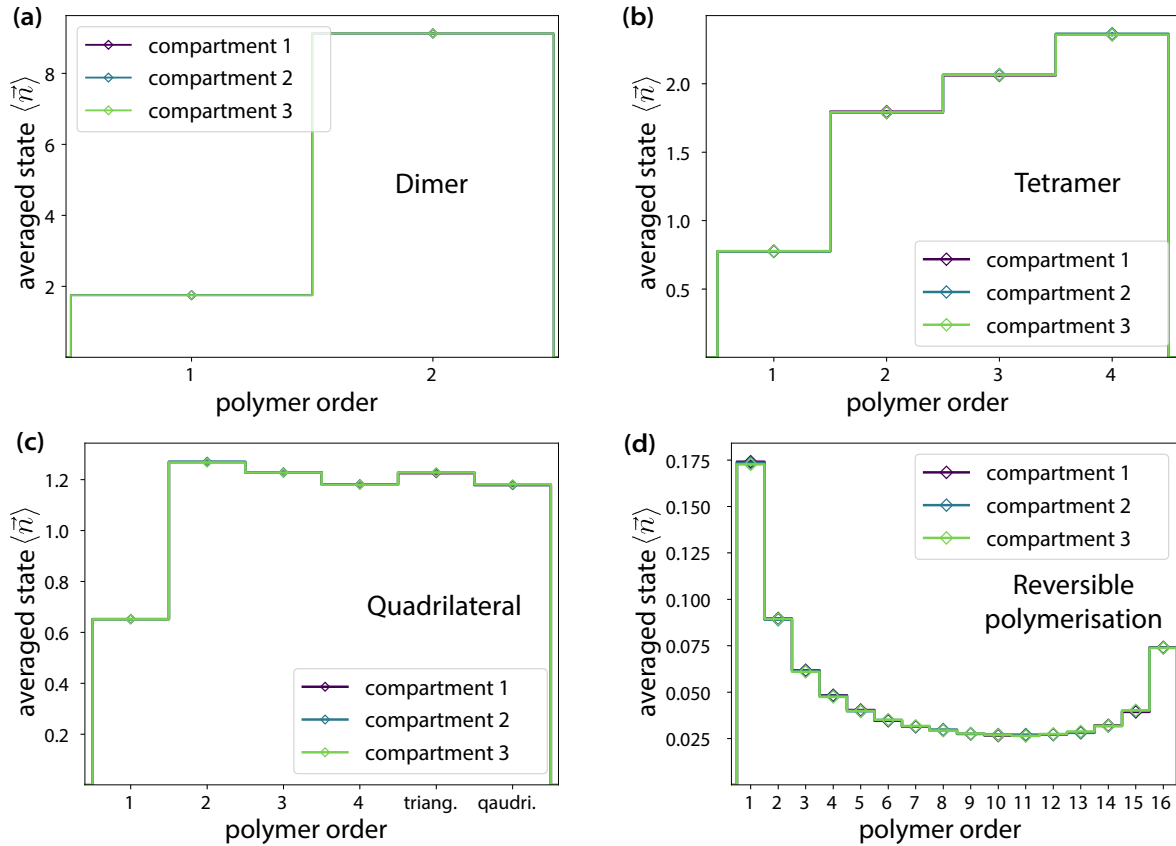 (a)
averaged state ⟨n⃗⟩
8
6
4
2
compartment 1
compartment 2
compartment 3
Dimer
1 2
polymer order
(b)
averaged state ⟨n⃗⟩
2.0
1.5
1.0
0.5
Tetramer
compartment 1
compartment 2
compartment 3
1 2 3 4
polymer order
(c)
averaged state ⟨n⃗⟩
1.2
1.0
0.8
0.6
0.4
0.2
Quadrilateral
compartment 1
compartment 2
compartment 3
1 2 3 4 triang. qaudri.
polymer order
(d)
averaged state ⟨n⃗⟩
0.175
0.150
0.125
0.100
0.075
0.050
0.025
compartment 1
compartment 2
compartment 3
Reversible
polymerisation
1 2 3 4 5 6 7 8 9 10 11 12 13 14 15 16
polymer order